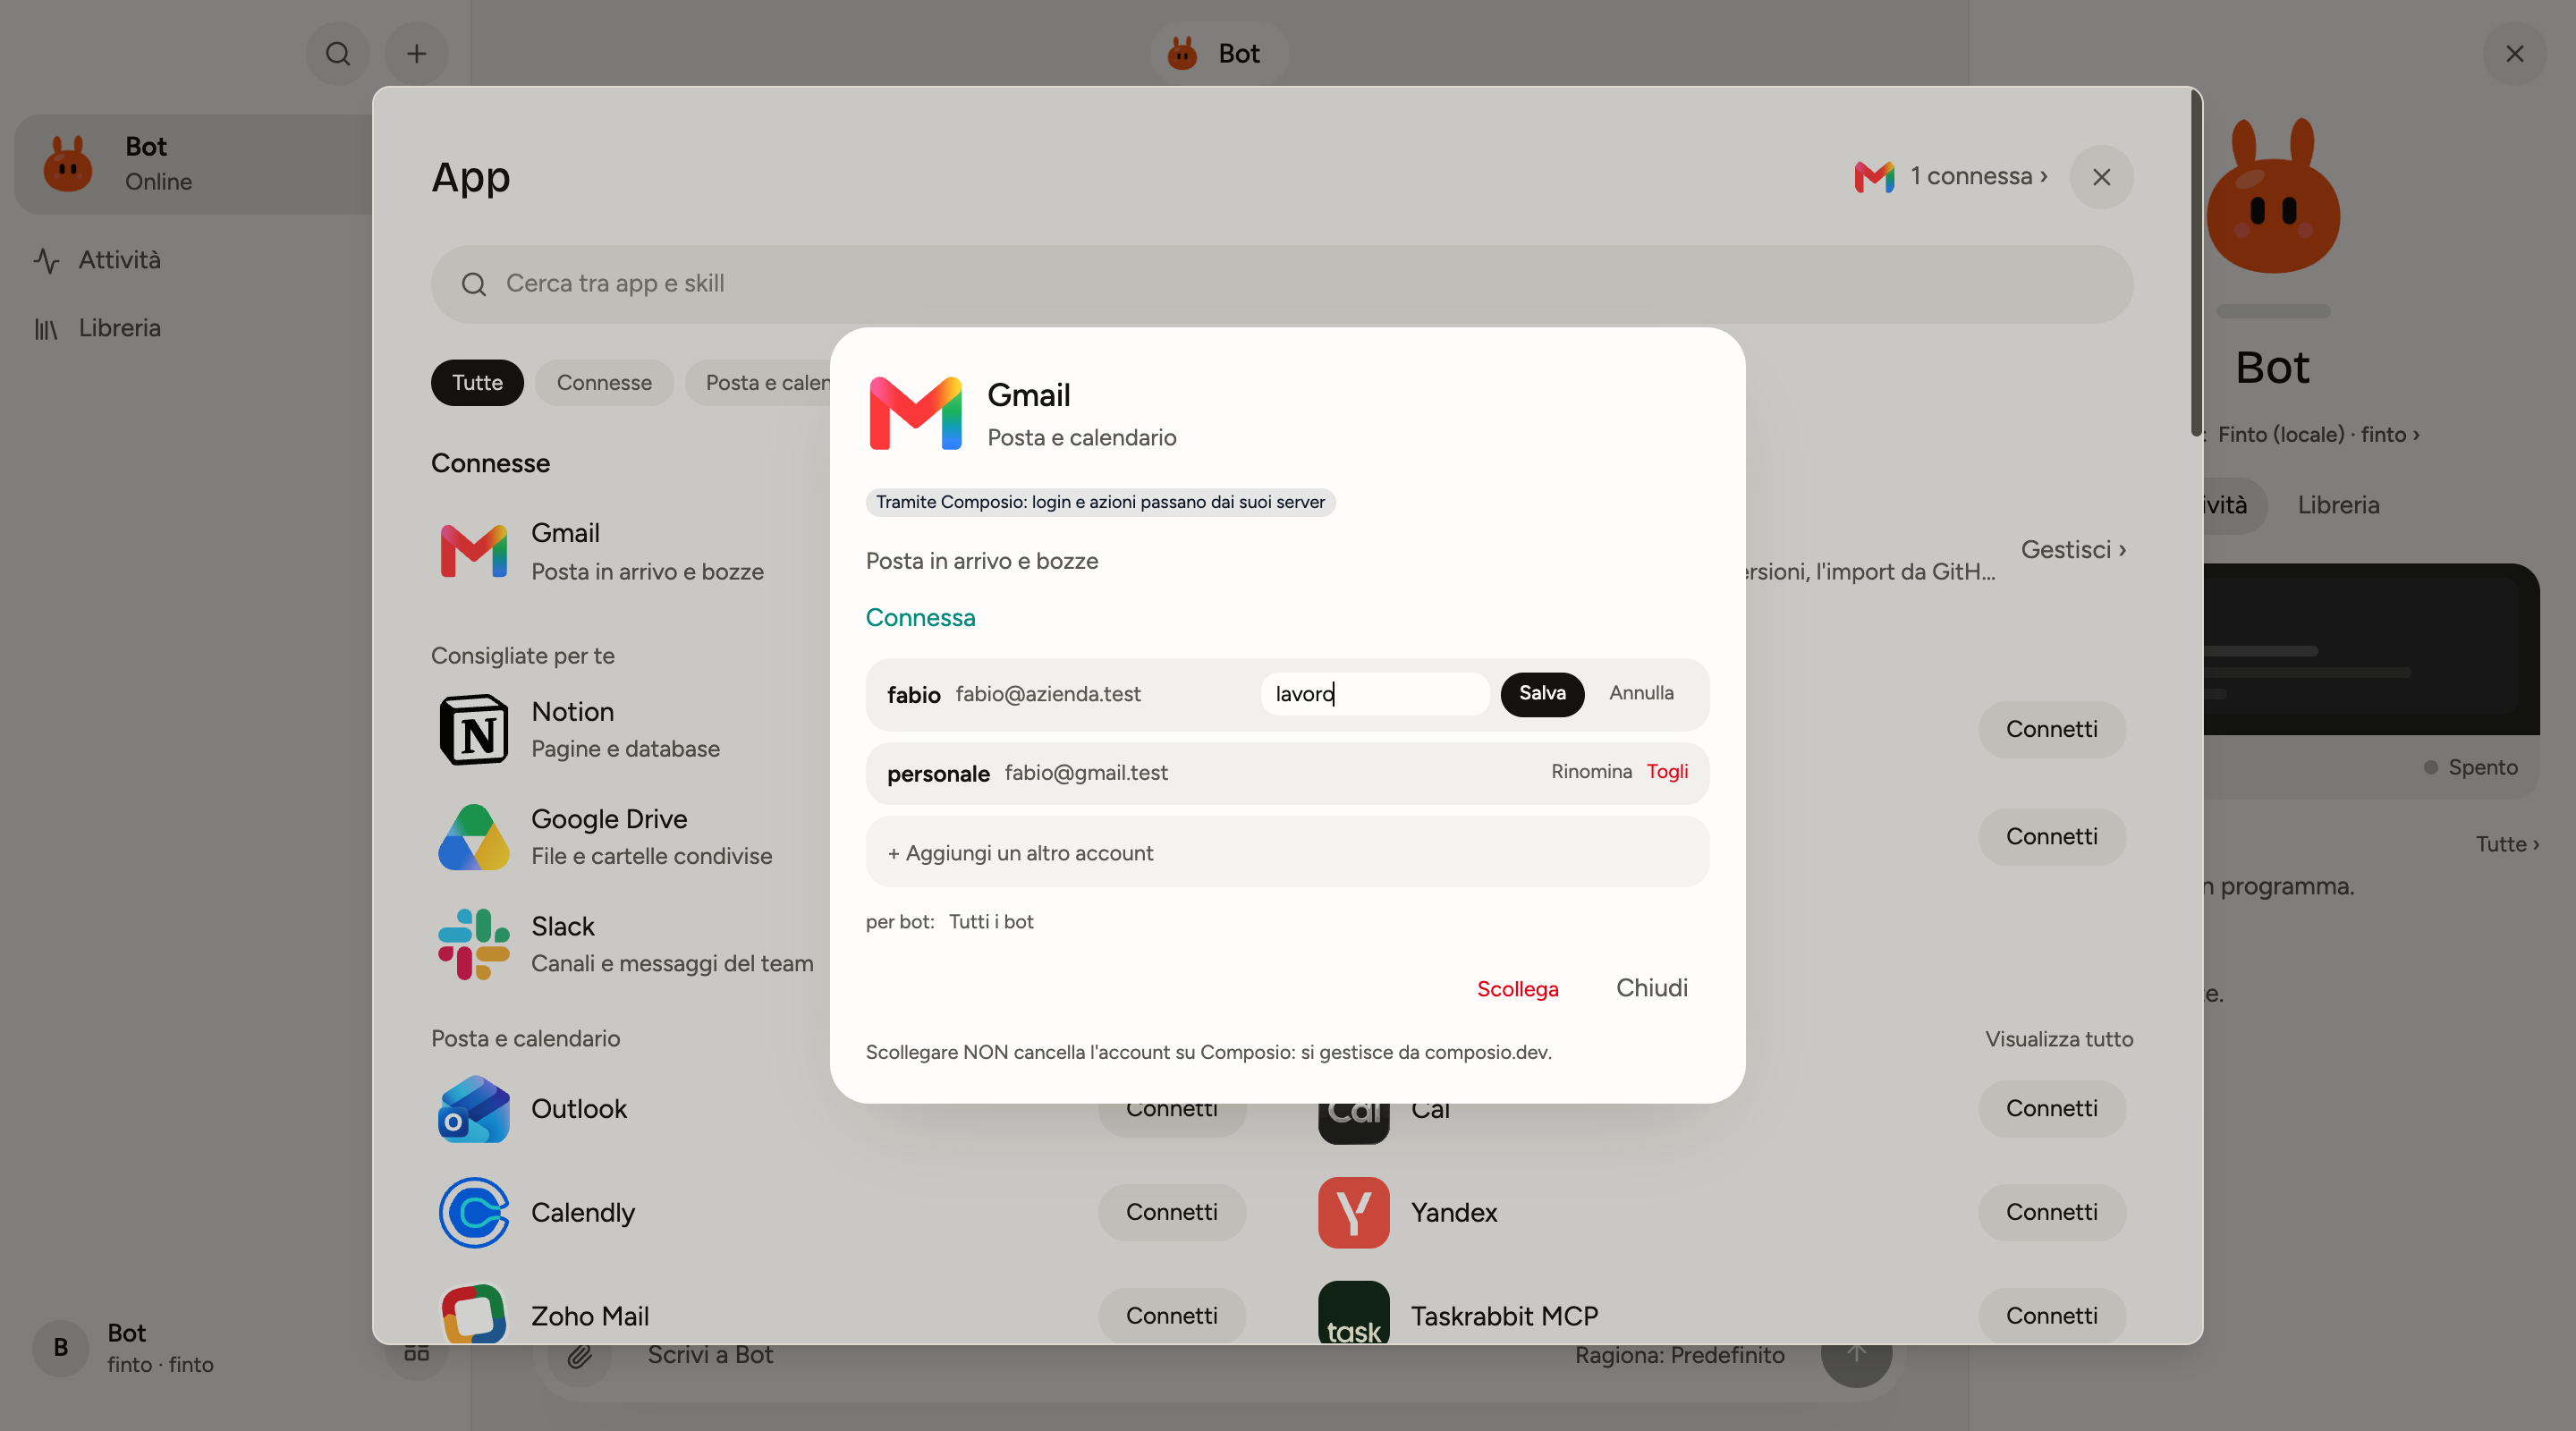 Bot
Bot
Online
Attività
Libreria
App
1 connessa ›
Cerca tra app e skill
Tutte
Connesse
Posta e calen
Connesse
Gmail
Posta in arrivo e bozze
ersioni, l'import da GitH...
Gestisci ›
Consigliate per te
Notion
Pagine e database
Connetti
Google Drive
File e cartelle condivise
Connetti
Slack
Canali e messaggi del team
Posta e calendario
Visualizza tutto
Outlook
Connetti
Cal
Cal
Connetti
Calendly
Connetti
Yandex
Connetti
Zoho Mail
Connetti
task
Taskrabbit MCP
Connetti
Gmail
Posta e calendario
Tramite Composio: login e azioni passano dai suoi server
Posta in arrivo e bozze
Connessa
fabio fabio@azienda.test lavoro Salva Annulla
personale fabio@gmail.test Rinomina Togli
+ Aggiungi un altro account
per bot: Tutti i bot
Scollega Chiudi
Scollegare NON cancella l'account su Composio: si gestisce da composio.dev.
Bot
: Finto (locale) · finto ›
ività Libreria
Spento
Tutte ›
n programma.
e.
B
Bot
finto · finto
Scrivi a Bot
Ragiona: Predefinito